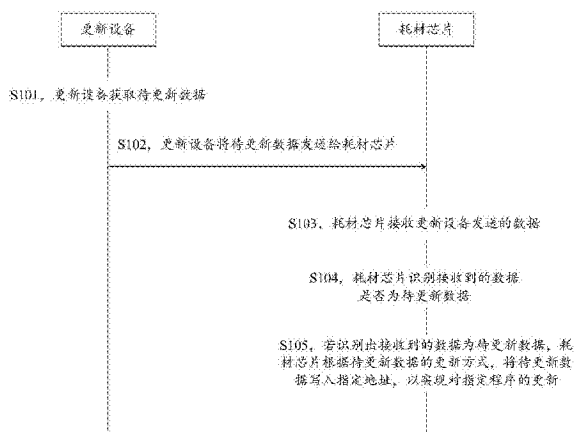 更新设备
耗材芯片
S101，更新设备获取待更新数据
S102，更新设备将待更新数据发送给耗材芯片
S103，耗材芯片接收更新设备发送的数据
S104，耗材芯片识别接收到的数据
是否为待更新数据
S105，若识别出接收到的数据为待更新数据，耗
材芯片根据待更新数据的更新方式，将待更新数
据写入指定地址，以实现对指定程序的更新